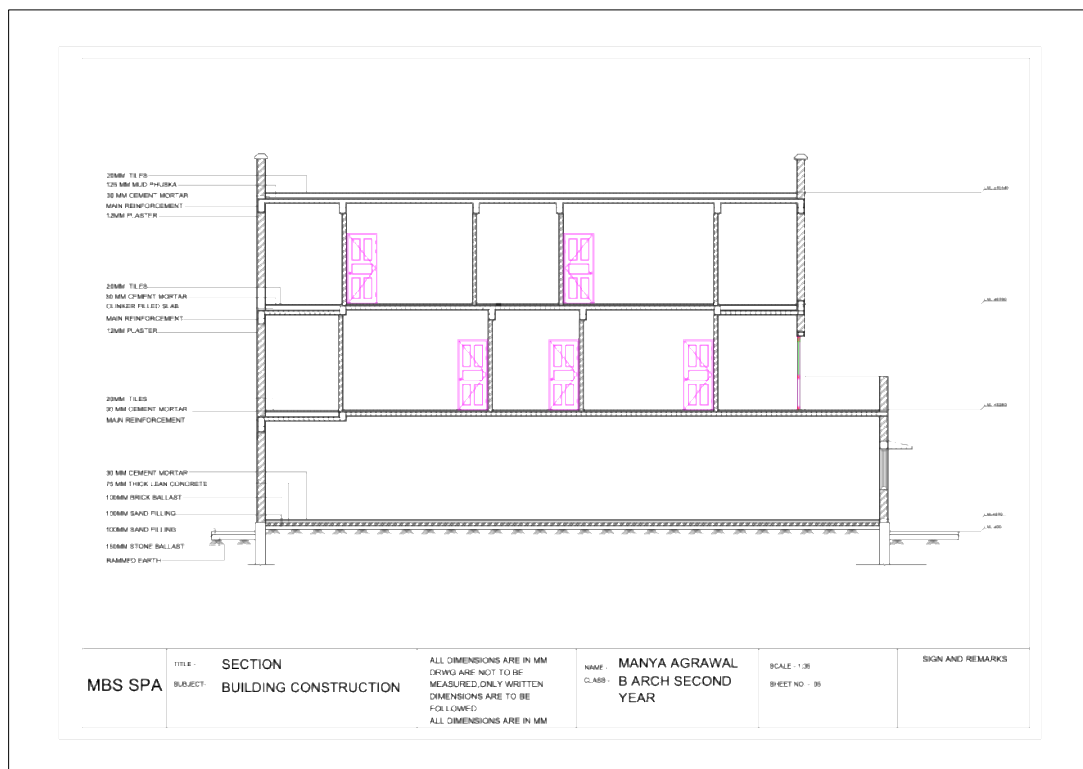 20MM TILES
125 MM MUD PHUSKA
30 MM CEMENT MORTAR
MAIN REINFORCEMENT
12MM PLASTER
20MM TILES
30 MM CEMENT MORTAR
CLINKER FILLED SLAB
MAIN REINFORCEMENT
12MM PLASTER
20MM TILES
30 MM CEMENT MORTAR
MAIN REINFORCEMENT
30 MM CEMENT MORTAR
75 MM THICK LEAN CONCRETE
100MM BRICK BALLAST
100MM SAND FILLING
100MM SAND FILLING
150MM STONE BALLAST
RAMMED EARTH
MBS SPA
TITLE - SECTION
SUBJECT- BUILDING CONSTRUCTION
ALL DIMENSIONS ARE IN MM
DRWG ARE NOT TO BE
MEASURED,ONLY WRITTEN
DIMENSIONS ARE TO BE
FOLLOWED
ALL DIMENSIONS ARE IN MM
NAME - MANYA AGRAWAL
CLASS - B ARCH SECOND
YEAR
SCALE -
SHEET NO -
SIGN AND REMARKS